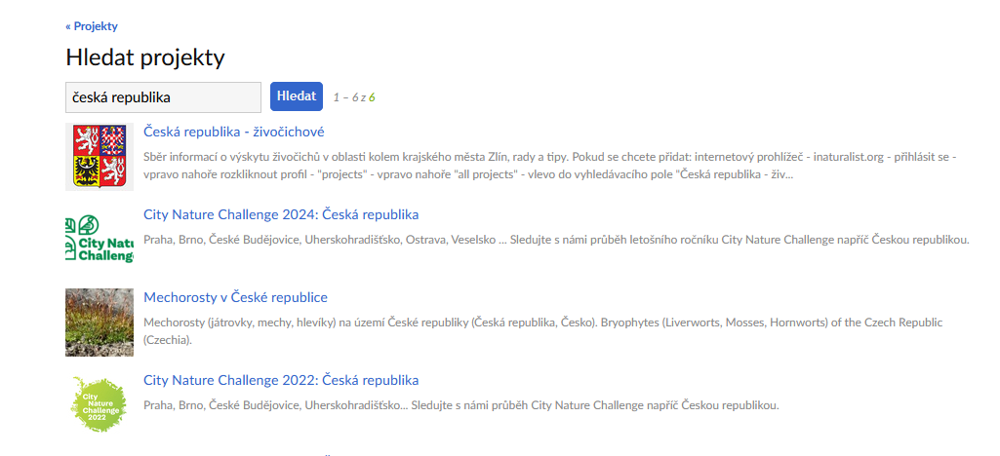 « Projekty
Hledat projekty
česká republika
Hledat
1 – 6 z 6
Česká republika - živočichové
Sběr informací o výskytu živočichů v oblasti kolem krajského města Zlín, rady a tipy. Pokud se chcete přidat: internetový prohlížeč - inaturalist.org - přihlásit se -
vpravo nahoře rozkliknout profil - "projects" - vpravo nahoře "all projects" - vlevo do vyhledávacího pole "Česká republika - živ...
City Nature Challenge 2024: Česká republika
City Natu
Challenge
Praha, Brno, České Budějovice, Uherskohradišťsko, Ostrava, Veselsko ... Sledujte s námi průběh letošního ročníku City Nature Challenge napříč Českou republikou.
Mechorosty v České republice
Mechorosty (játrovky, mechy, hlevíky) na území České republiky (Česká republika, Česko). Bryophytes (Liverworts, Mosses, Hornworts) of the Czech Republic
(Czechia).
City Nature Challenge 2022: Česká republika
City
Nature
Challenge
2022
Praha, Brno, České Budějovice, Uherskohradišťsko... Sledujte s námi průběh City Nature Challenge napříč Českou republikou.